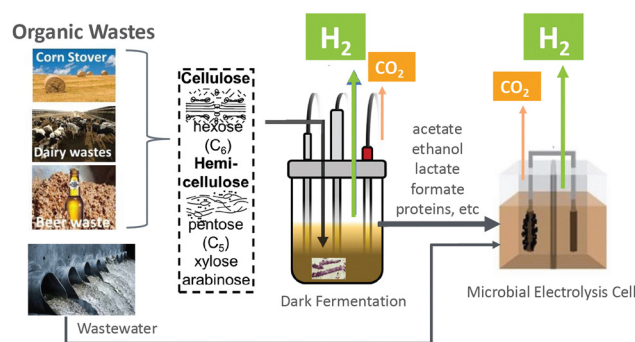 Organic Wastes
Corn Stover
Dairy wastes
Beer waste
Wastewater
Cellulose
hexose
(C6)
Hemi-
cellulose
pentose
(C5)
xylose
arabinose
H2
CO2
Dark Fermentation
acetate
ethanol
lactate
formate
proteins, etc
H2
CO2
Microbial Electrolysis Cell